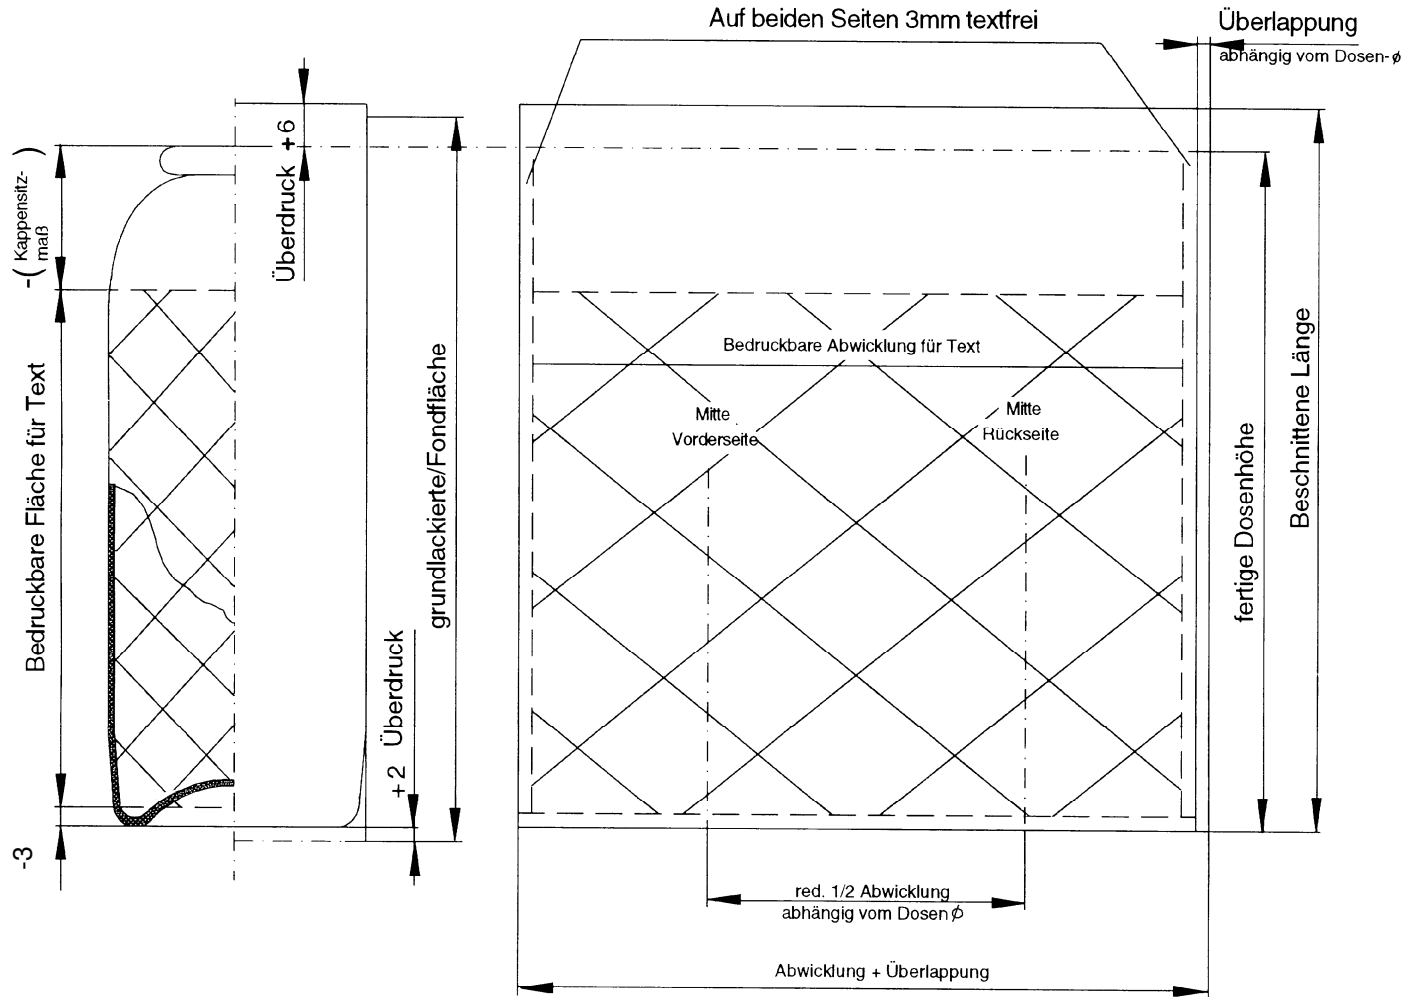 Auf beiden Seiten 3mm textfrei
Überlappung
abhängig vom Dosen-ø
-(Kappensitz-
maß)
Überdruck +6
Bedruckbare Fläche für Text
-3
grundlackierte/Fondfläche
+2 Überdruck
Bedruckbare Abwicklung für Text
Mitte
Vorderseite
Mitte
Rückseite
fertige Dosenhöhe
Beschnittene Länge
red. 1/2 Abwicklung
abhängig vom Dosen ø
Abwicklung + Überlappung